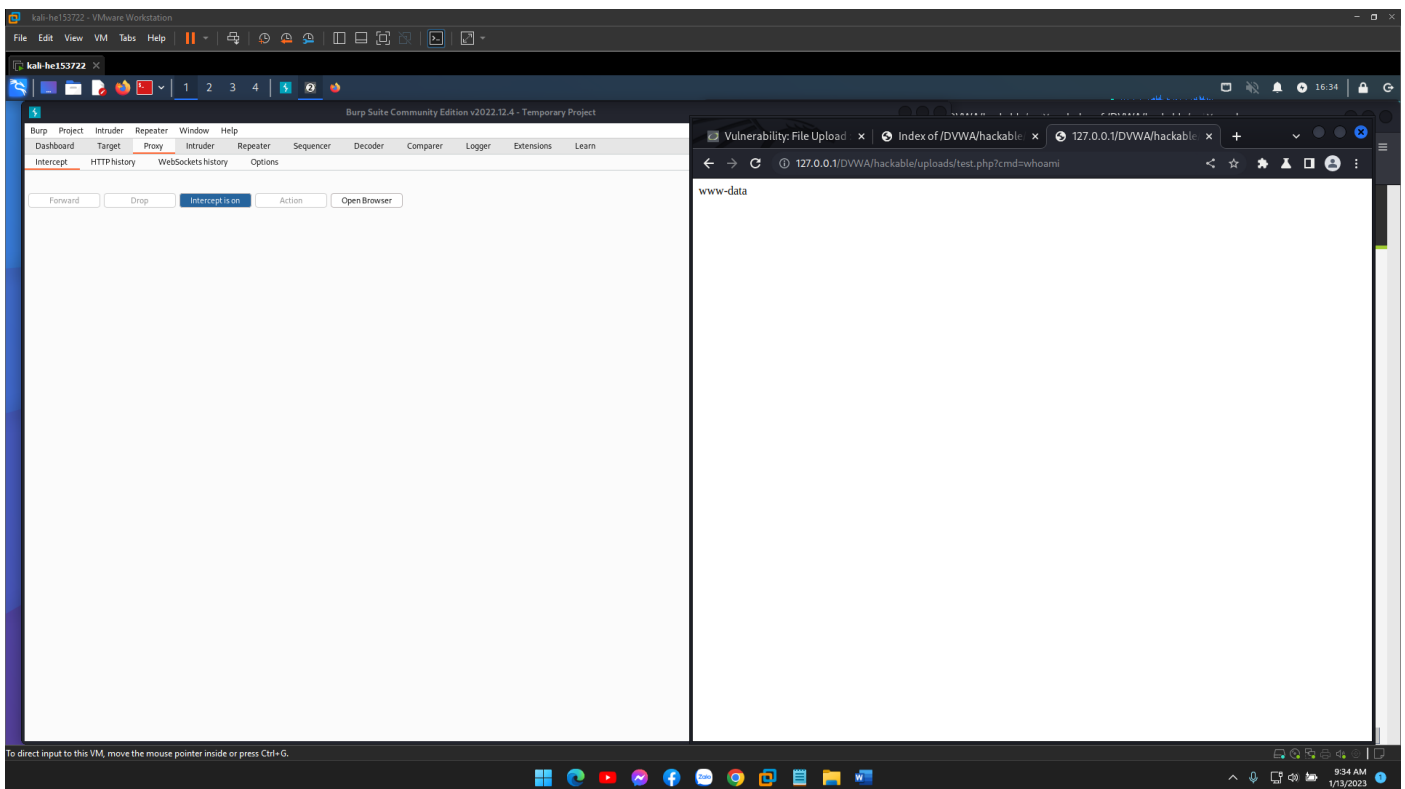 kali-he153722 - VMware Workstation
File Edit View VM Tabs Help
kali-he153722
1 2 3 4
16:34
Burp Suite Community Edition v2022.12.4 - Temporary Project
Burp Project Intruder Repeater Window Help
Dashboard Target Proxy Intruder Repeater Sequencer Decoder Comparer Logger Extensions Learn
Intercept HTTP history WebSockets history Options
Forward Drop Intercept is on Action Open Browser
Vulnerability: File Upload Index of /DVWA/hackable 127.0.0.1/DVWA/hackable
127.0.0.1/DVWA/hackable/uploads/test.php?cmd=whoami
www-data
To direct input to this VM, move the mouse pointer inside or press Ctrl+G.
Zalo
9:34 AM
1/13/2023
1